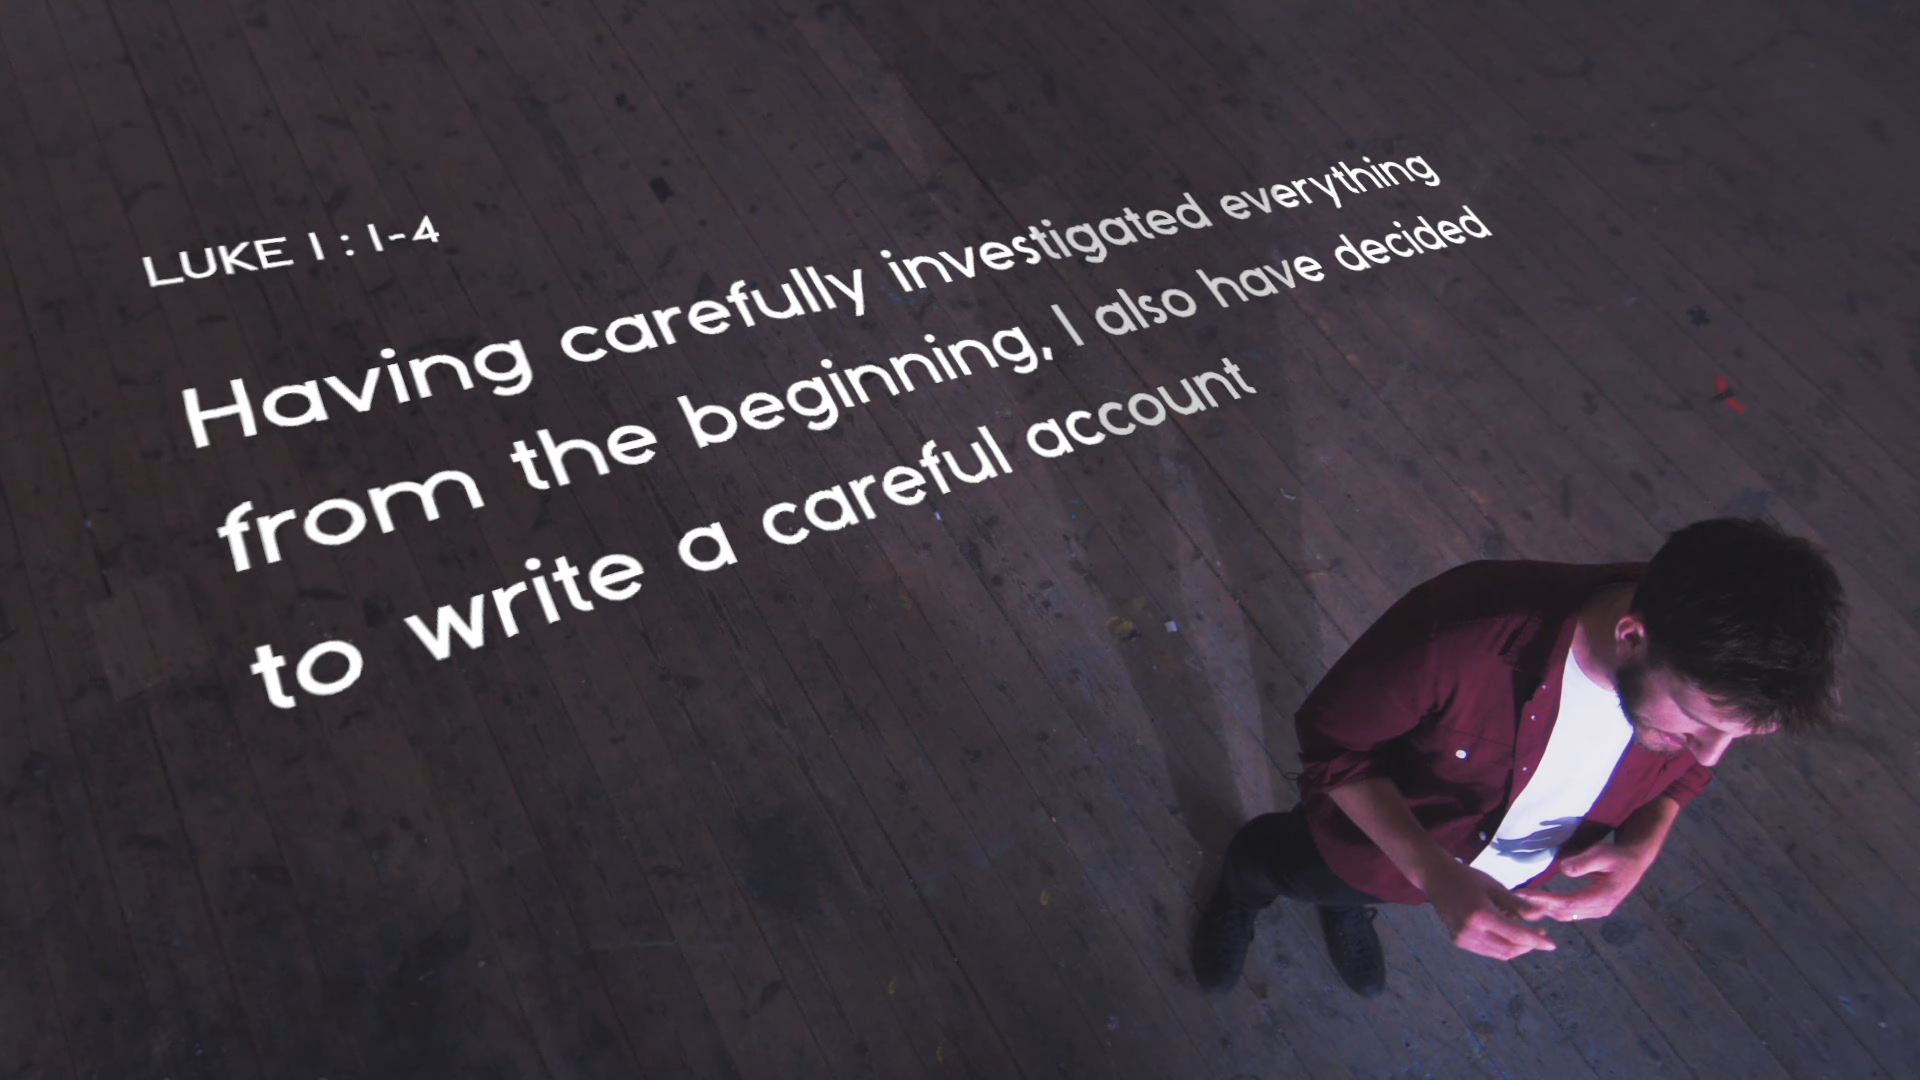 LUKE 1 : 1-4
Having carefully investigated everything
from the beginning, I also have decided
to write a careful account